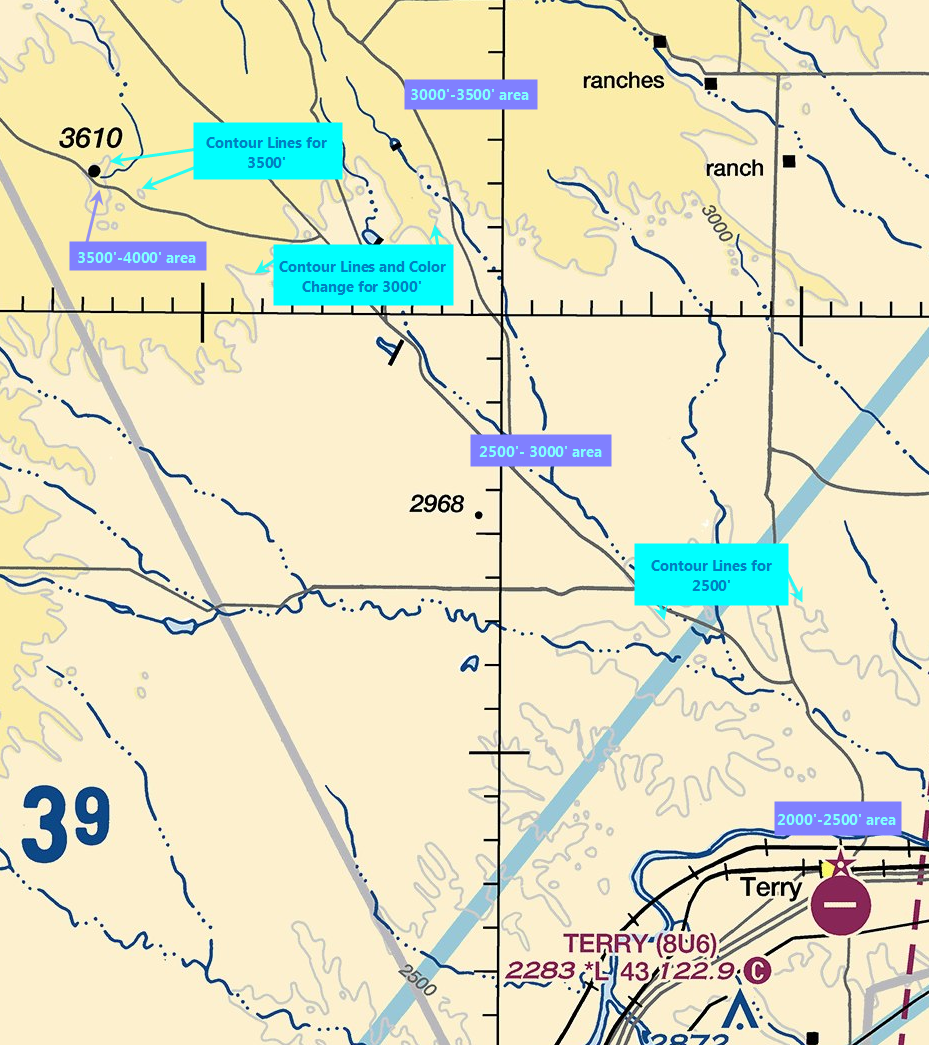 ranches
3000'-3500' area
3610
Contour Lines for
3500'
ranch
3000
3500'-4000' area
Contour Lines and Color
Change for 3000'
2500'- 3000' area
2968
Contour Lines for
2500'
39
2000'-2500' area
Terry
TERRY (8U6)
2283 *L 43 122.9 C
2500
2872